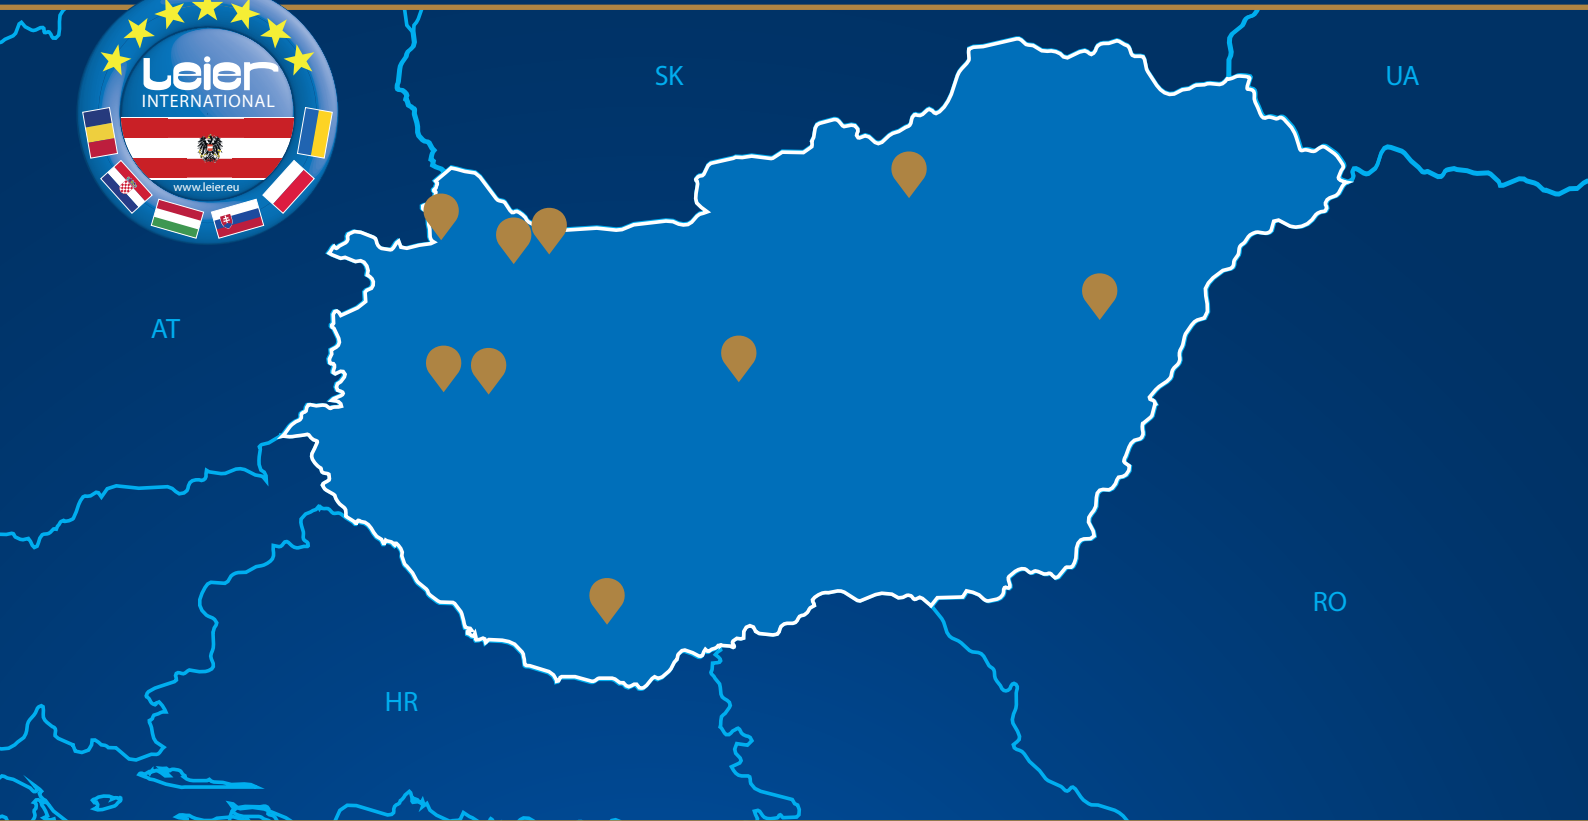 Leier
INTERNATIONAL
www.leier.eu
SK
UA
AT
RO
HR